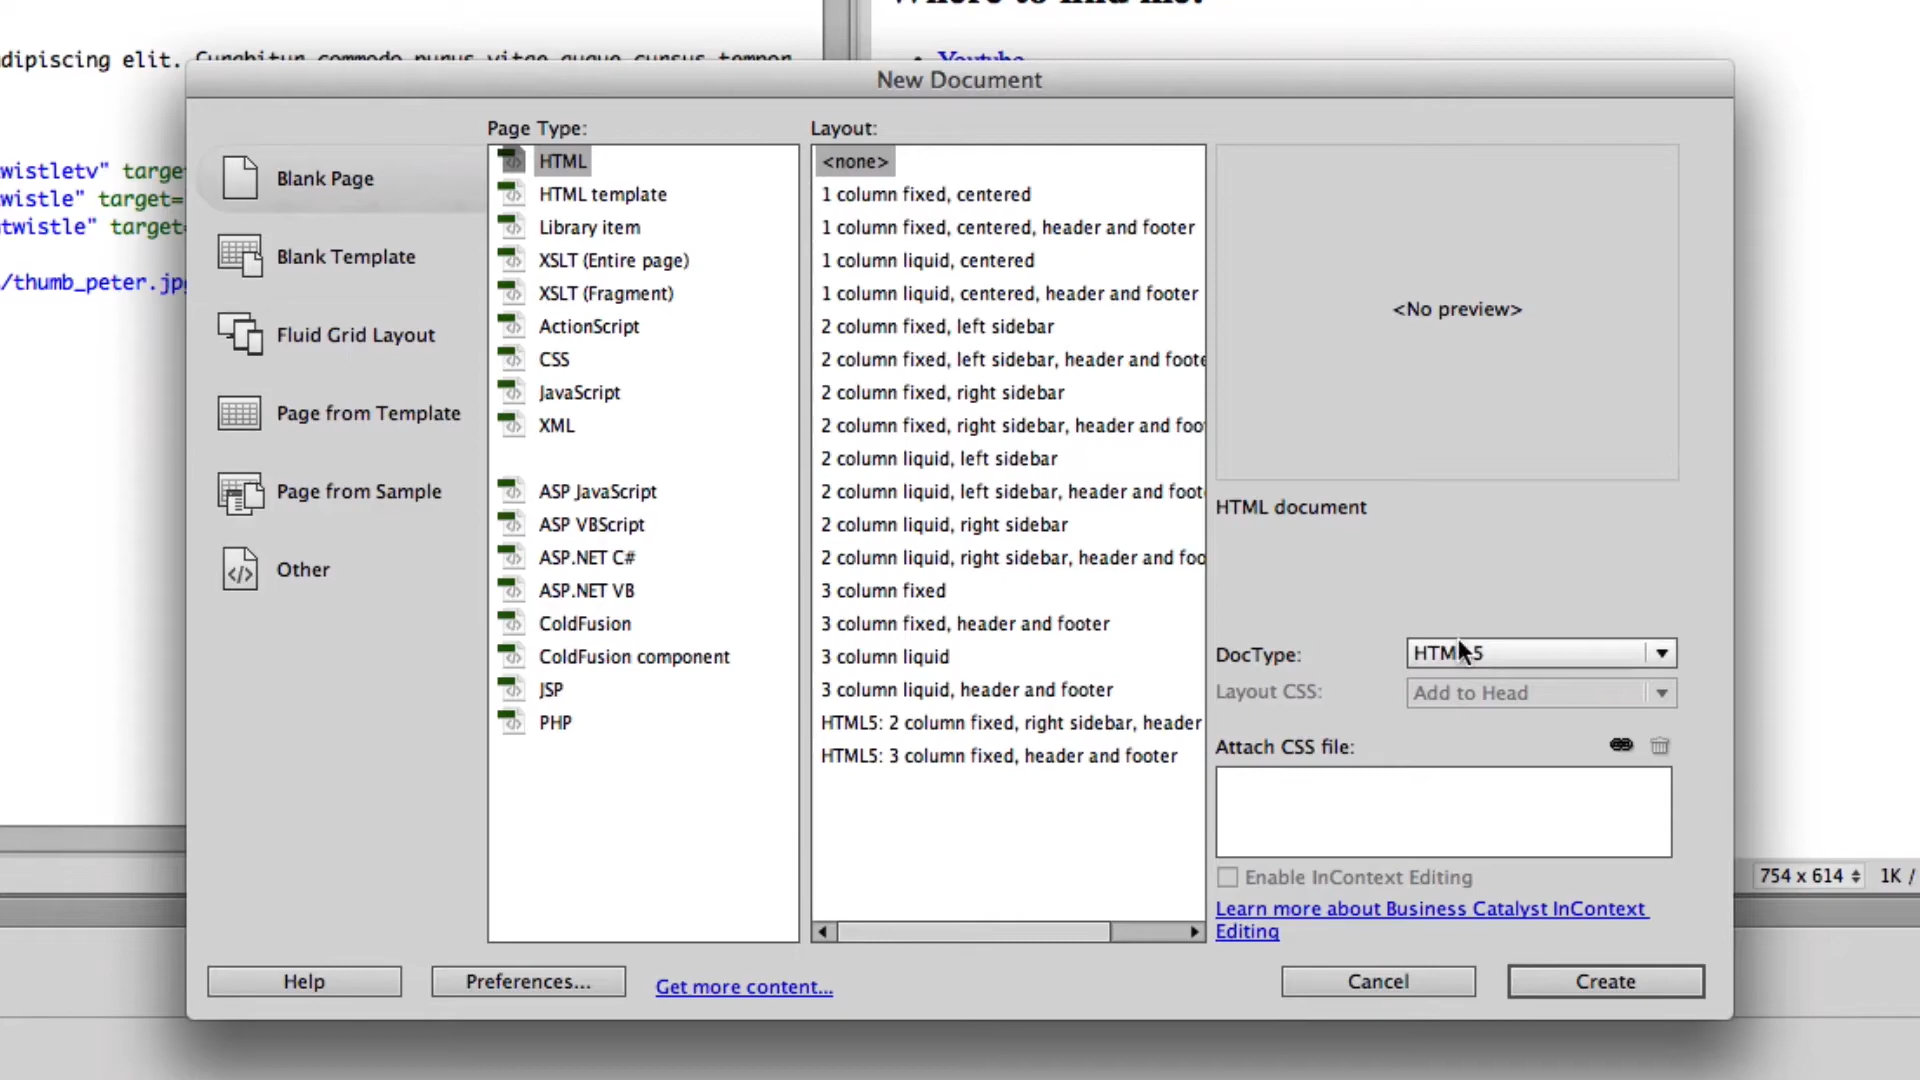 dipiscing elit. Curabitur commodo purus vitae augue cursus tempor
Youtube
New Document
wistletv" targe
wistle" target=
twistle" target
/thumb_peter.jp
Blank Page
Blank Template
Fluid Grid Layout
Page from Template
Page from Sample
Other
Page Type:
HTML
HTML template
Library item
XSLT (Entire page)
XSLT (Fragment)
ActionScript
CSS
JavaScript
XML
ASP JavaScript
ASP VBScript
ASP.NET C#
ASP.NET VB
ColdFusion
ColdFusion component
JSP
PHP
Layout:
<none>
1 column fixed, centered
1 column fixed, centered, header and footer
1 column liquid, centered
1 column liquid, centered, header and footer
2 column fixed, left sidebar
2 column fixed, left sidebar, header and foote
2 column fixed, right sidebar
2 column fixed, right sidebar, header and foo
2 column liquid, left sidebar
2 column liquid, left sidebar, header and foot
2 column liquid, right sidebar
2 column liquid, right sidebar, header and foo
3 column fixed
3 column fixed, header and footer
3 column liquid
3 column liquid, header and footer
HTML5: 2 column fixed, right sidebar, header
HTML5: 3 column fixed, header and footer
<No preview>
HTML document
DocType: HTML 5
Layout CSS: Add to Head
Attach CSS file:
Enable InContext Editing
Learn more about Business Catalyst InContext
Editing
754 x 614 1K /
Help
Preferences...
Get more content...
Cancel
Create